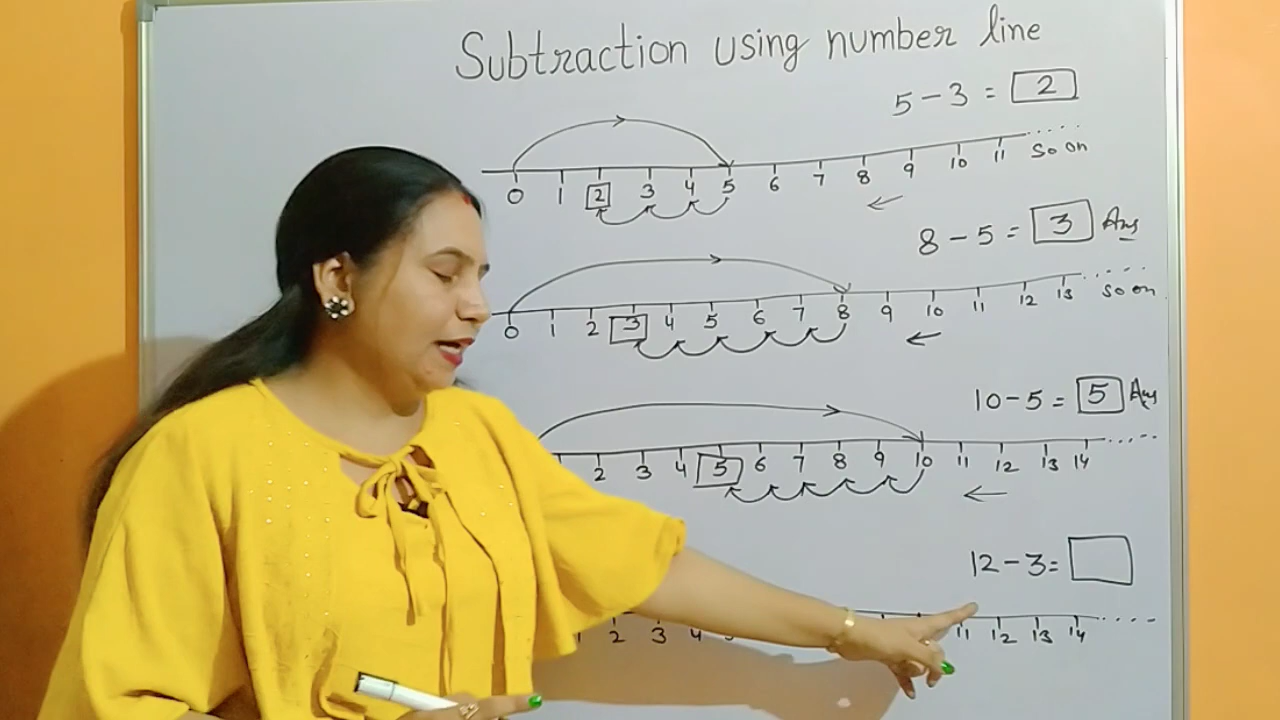 Subtraction using number line
5 - 3 = 2
0 1 2 3 4 5 6 7 8 9 10 11 ...... So on
8 - 5 = 3 Ans
0 1 2 3 4 5 6 7 8 9 10 11 12 13 ...... So on
10 - 5 = 5 Ans
2 3 4 5 6 7 8 9 10 11 12 13 14 .....
12 - 3 =
1 2 3 4 5 11 12 13 14 ....